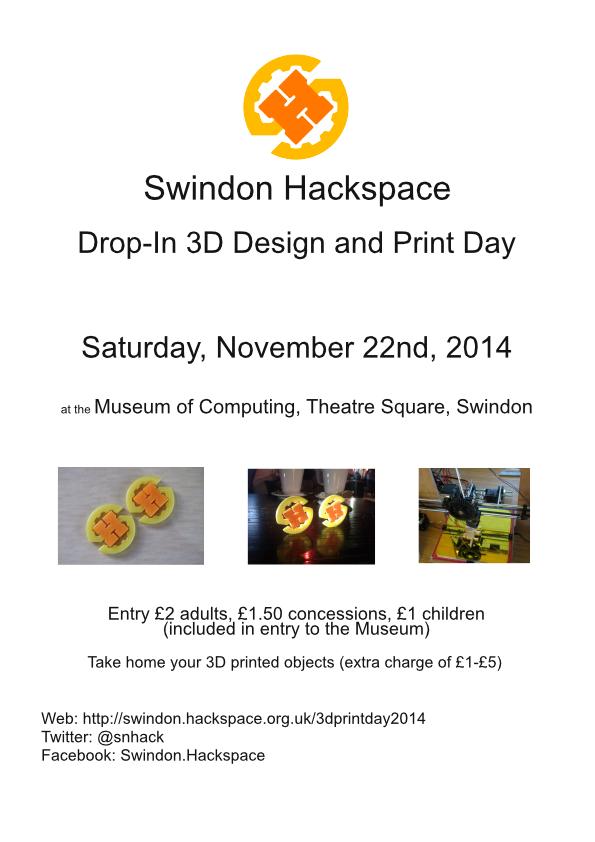 Swindon Hackspace
Drop-In 3D Design and Print Day
Saturday, November 22nd, 2014
at the Museum of Computing, Theatre Square, Swindon
Entry £2 adults, £1.50 concessions, £1 children
(included in entry to the Museum)
Take home your 3D printed objects (extra charge of £1-£5)
Web: http://swindon.hackspace.org.uk/3dprintday2014
Twitter: @snhack
Facebook: Swindon.Hackspace